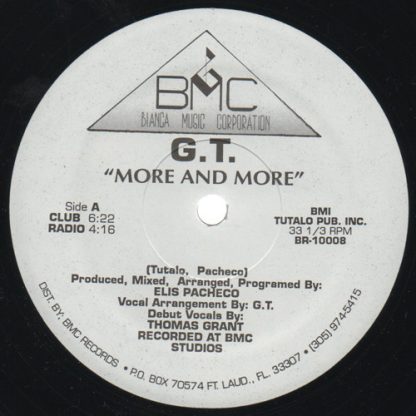 BMC
BIANCA MUSIC CORPORATION
G.T.
"MORE AND MORE"
Side A
CLUB 6:22
RADIO 4:16
BMI
TUTALO PUB. INC.
33 1/3 RPM
BR-10008
(Tutalo, Pacheco)
Produced, Mixed, Arranged, Programed By:
ELIS PACHECO
Vocal Arrangement By: G.T.
Debut Vocals By:
THOMAS GRANT
RECORDED AT BMC
STUDIOS
DIST. BY: BMC RECORDS • P.O. BOX 70574 FT. LAUD., FL. 33307 • (305) 974-5415